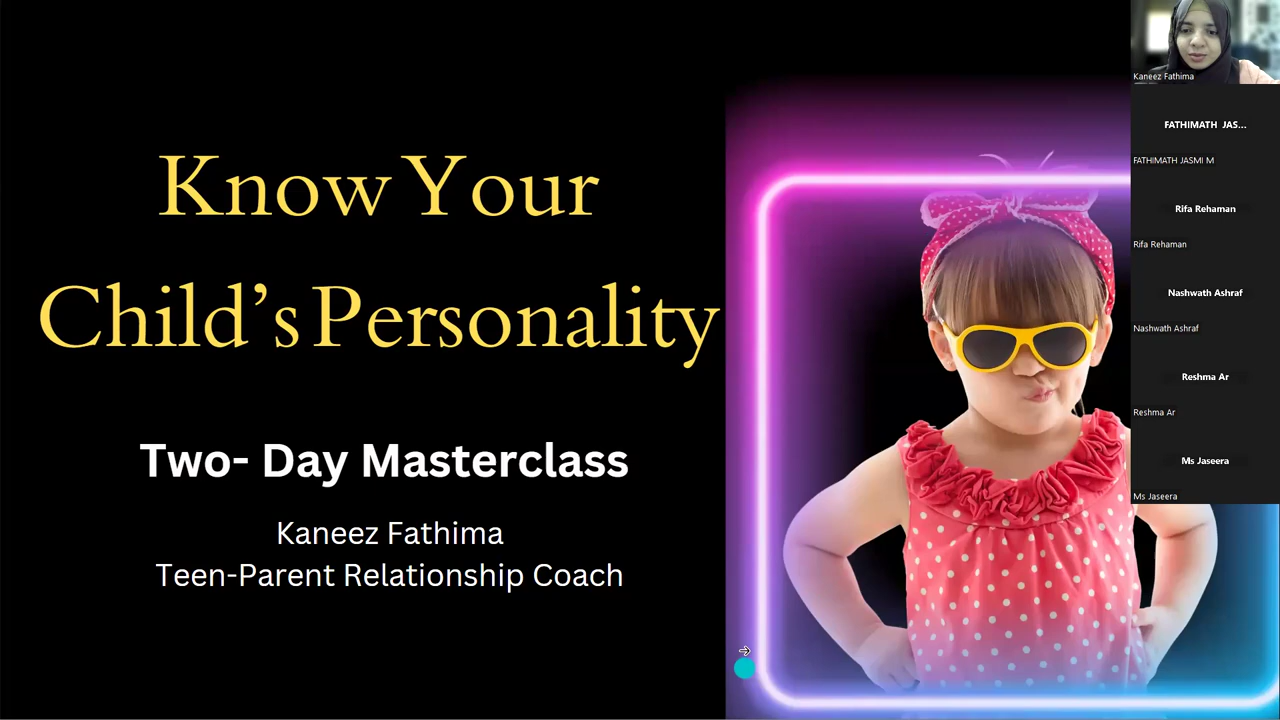 Know Your
Child's Personality
Two- Day Masterclass
Kaneez Fathima
Teen-Parent Relationship Coach
Kaneez Fathima
FATHIMATH JAS...
FATHIMATH JASMI M
Rifa Rehaman
Rifa Rehaman
Nashwath Ashraf
Nashwath Ashraf
Reshma Ar
Reshma Ar
Ms Jaseera
Ms Jaseera